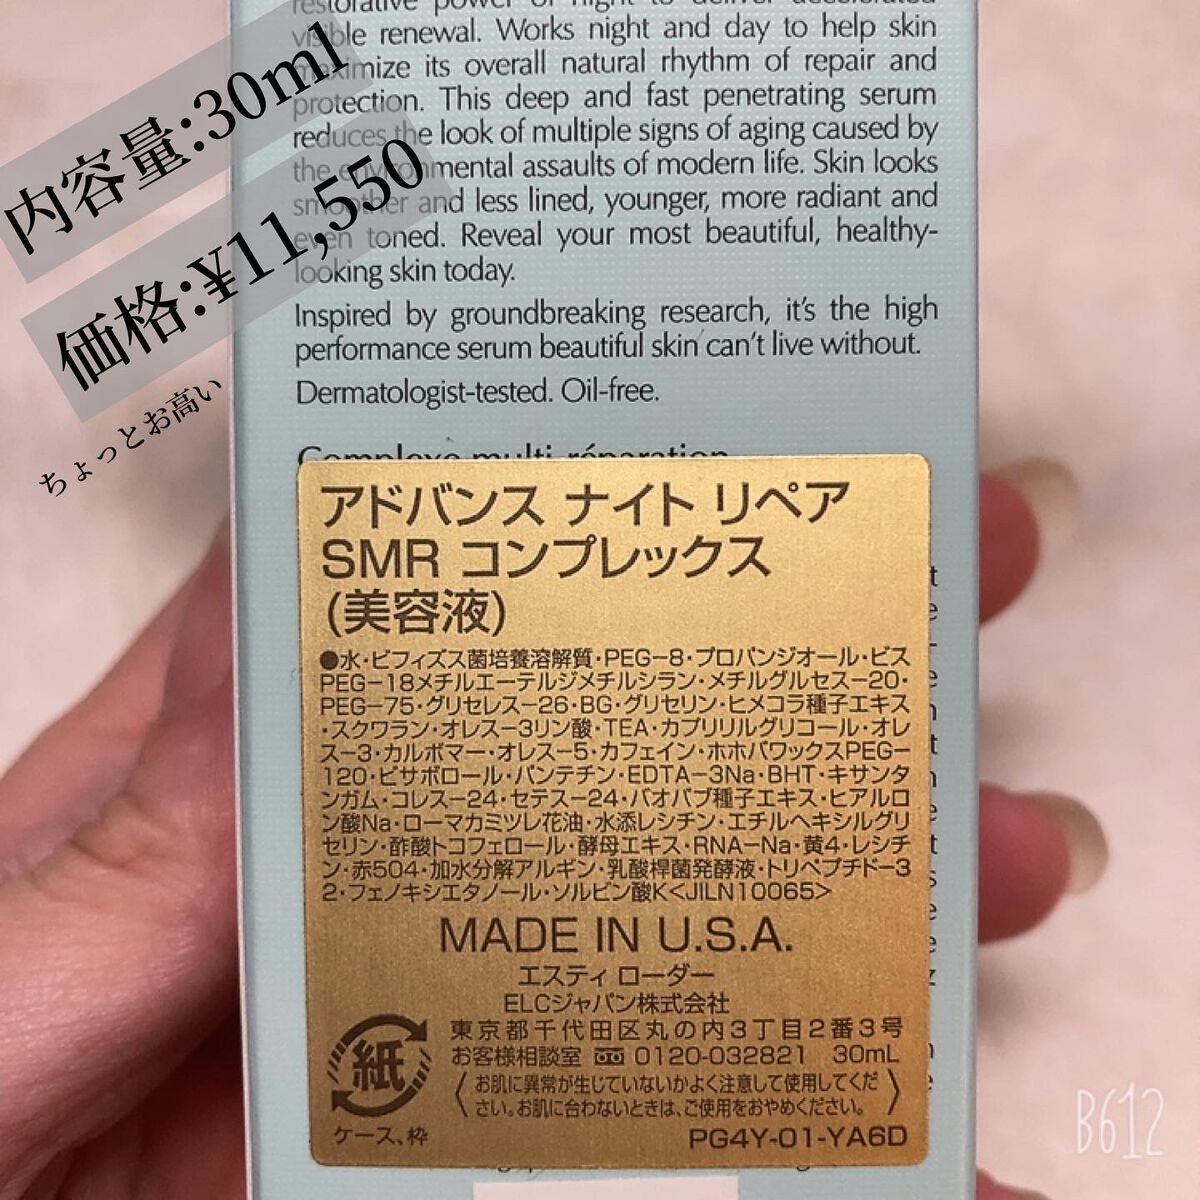 内容量:30ml
価格:¥11,550
ちょっとお高い
restorative power of night to deliver accelerated
visible renewal. Works night and day to help skin
maximize its overall natural rhythm of repair and
protection. This deep and fast penetrating serum
reduces the look of multiple signs of aging caused by
the environmental assaults of modern life. Skin looks
smoother and less lined, younger, more radiant and
even toned. Reveal your most beautiful, healthy-
looking skin today.
Inspired by groundbreaking research, it's the high
performance serum beautiful skin can't live without.
Dermatologist-tested. Oil-free.
Complexe multi-réparation
アドバンス ナイト リペア
SMR コンプレックス
(美容液)
●水・ビフィズス菌培養溶解質・PEG-8・プロパンジオール・ビス
PEG-18メチルエーテルジメチルシラン・メチルグルセス-20・
PEG-75・グリセレス-26・BG・グリセリン・ヒメコラ種子エキス
・スクワラン・オレス-3リン酸・TEA・カプリリルグリコール・オレ
ス-3・カルボマー・オレス-5・カフェイン・ホホバワックスPEG-
120・ビサボロール・パンテチン・EDTA-3Na・BHT・キサンタ
ンガム・コレス-24・セテス-24・バオバブ種子エキス・ヒアルロ
ン酸Na・ローマカミツレ花油・水添レシチン・エチルヘキシルグリ
セリン・酢酸トコフェロール・酵母エキス・RNA-Na・黄4・レシチ
ン・赤504・加水分解アルギン・乳酸桿菌発酵液・トリペプチド-3
2・フェノキシエタノール・ソルビン酸K<JILN10065>
MADE IN U.S.A.
エスティ ローダー
ELCジャパン株式会社
東京都千代田区丸の内3丁目2番3号
お客様相談室 0120-032821 30mL
お肌に異常が生じていないかよく注意して使用してくだ
さい。お肌に合わないときは、ご使用をおやめください。
紙
ケース、枠
PG4Y-01-YA6D
B612